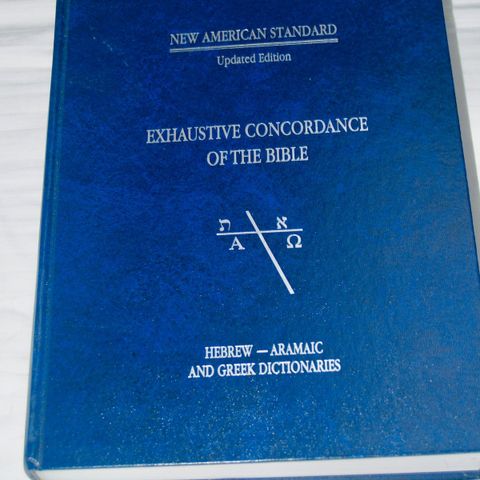 NEW AMERICAN STANDARD
Updated Edition
EXHAUSTIVE CONCORDANCE
OF THE BIBLE
ת א
Α Ω
HEBREW — ARAMAIC
AND GREEK DICTIONARIES